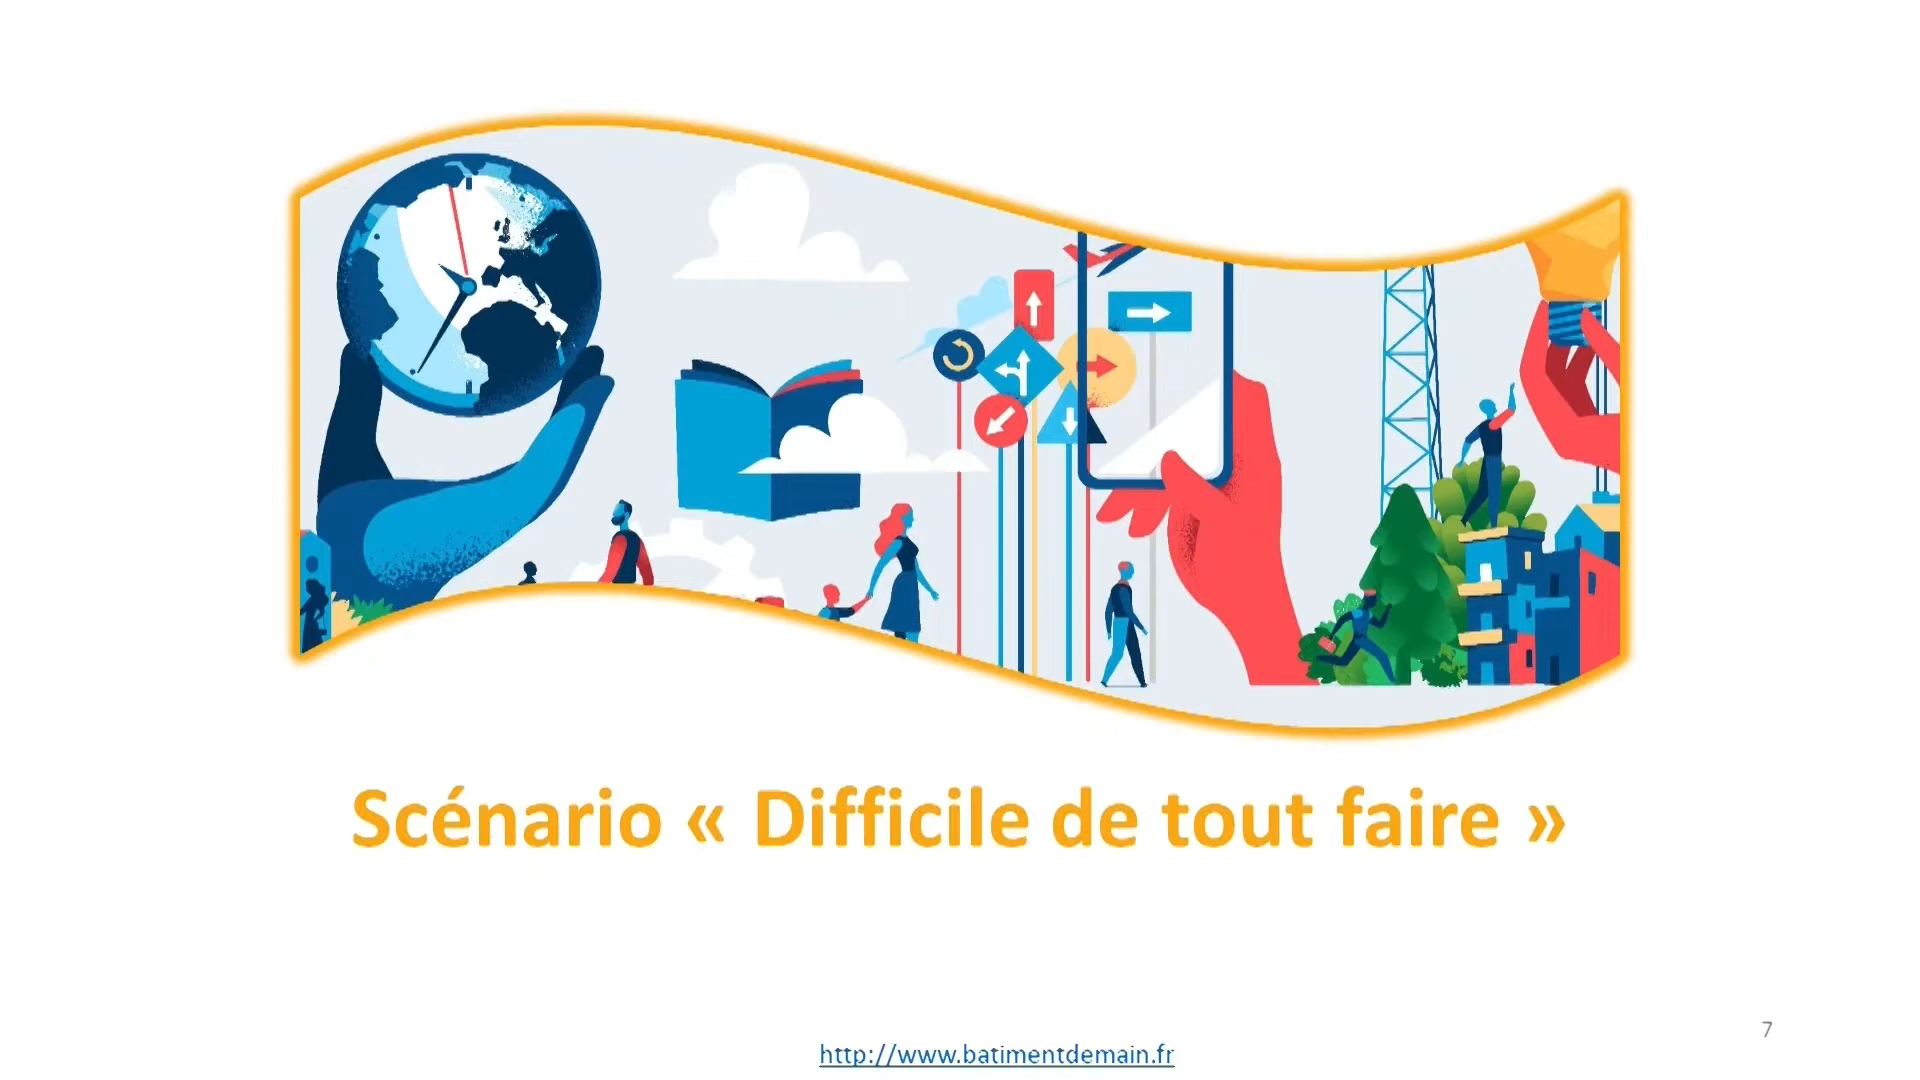 Scénario « Difficile de tout faire »
7
http://www.batimentdemain.fr